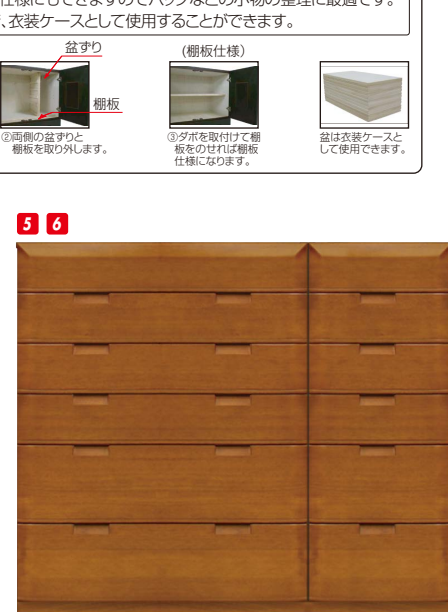 仕様にもできますのでバッグなどの小物の整理に最適です。
、衣装ケースとして使用することができます。
盆ずり
(棚板仕様)
棚板
②両側の盆ずりと
棚板を取り外します。
③ダボを取付けて棚
板をのせれば棚板
仕様になります。
盆は衣装ケースと
して使用できます。
5 6